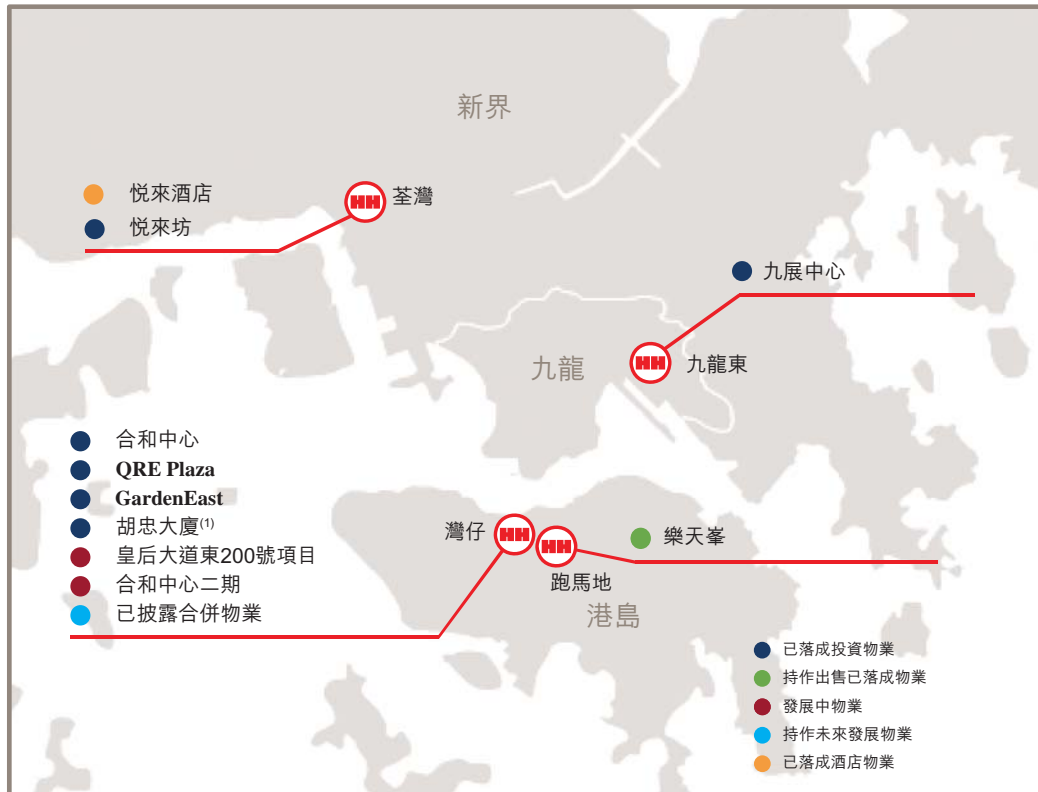 新界
悦來酒店
悦來坊
荃灣
九展中心
九龍
九龍東
合和中心
QRE Plaza
GardenEast
胡忠大廈(1)
皇后大道東200號項目
合和中心二期
已披露合併物業
灣仔
跑馬地
樂天峯
港島
已落成投資物業
持作出售已落成物業
發展中物業
持作未來發展物業
已落成酒店物業